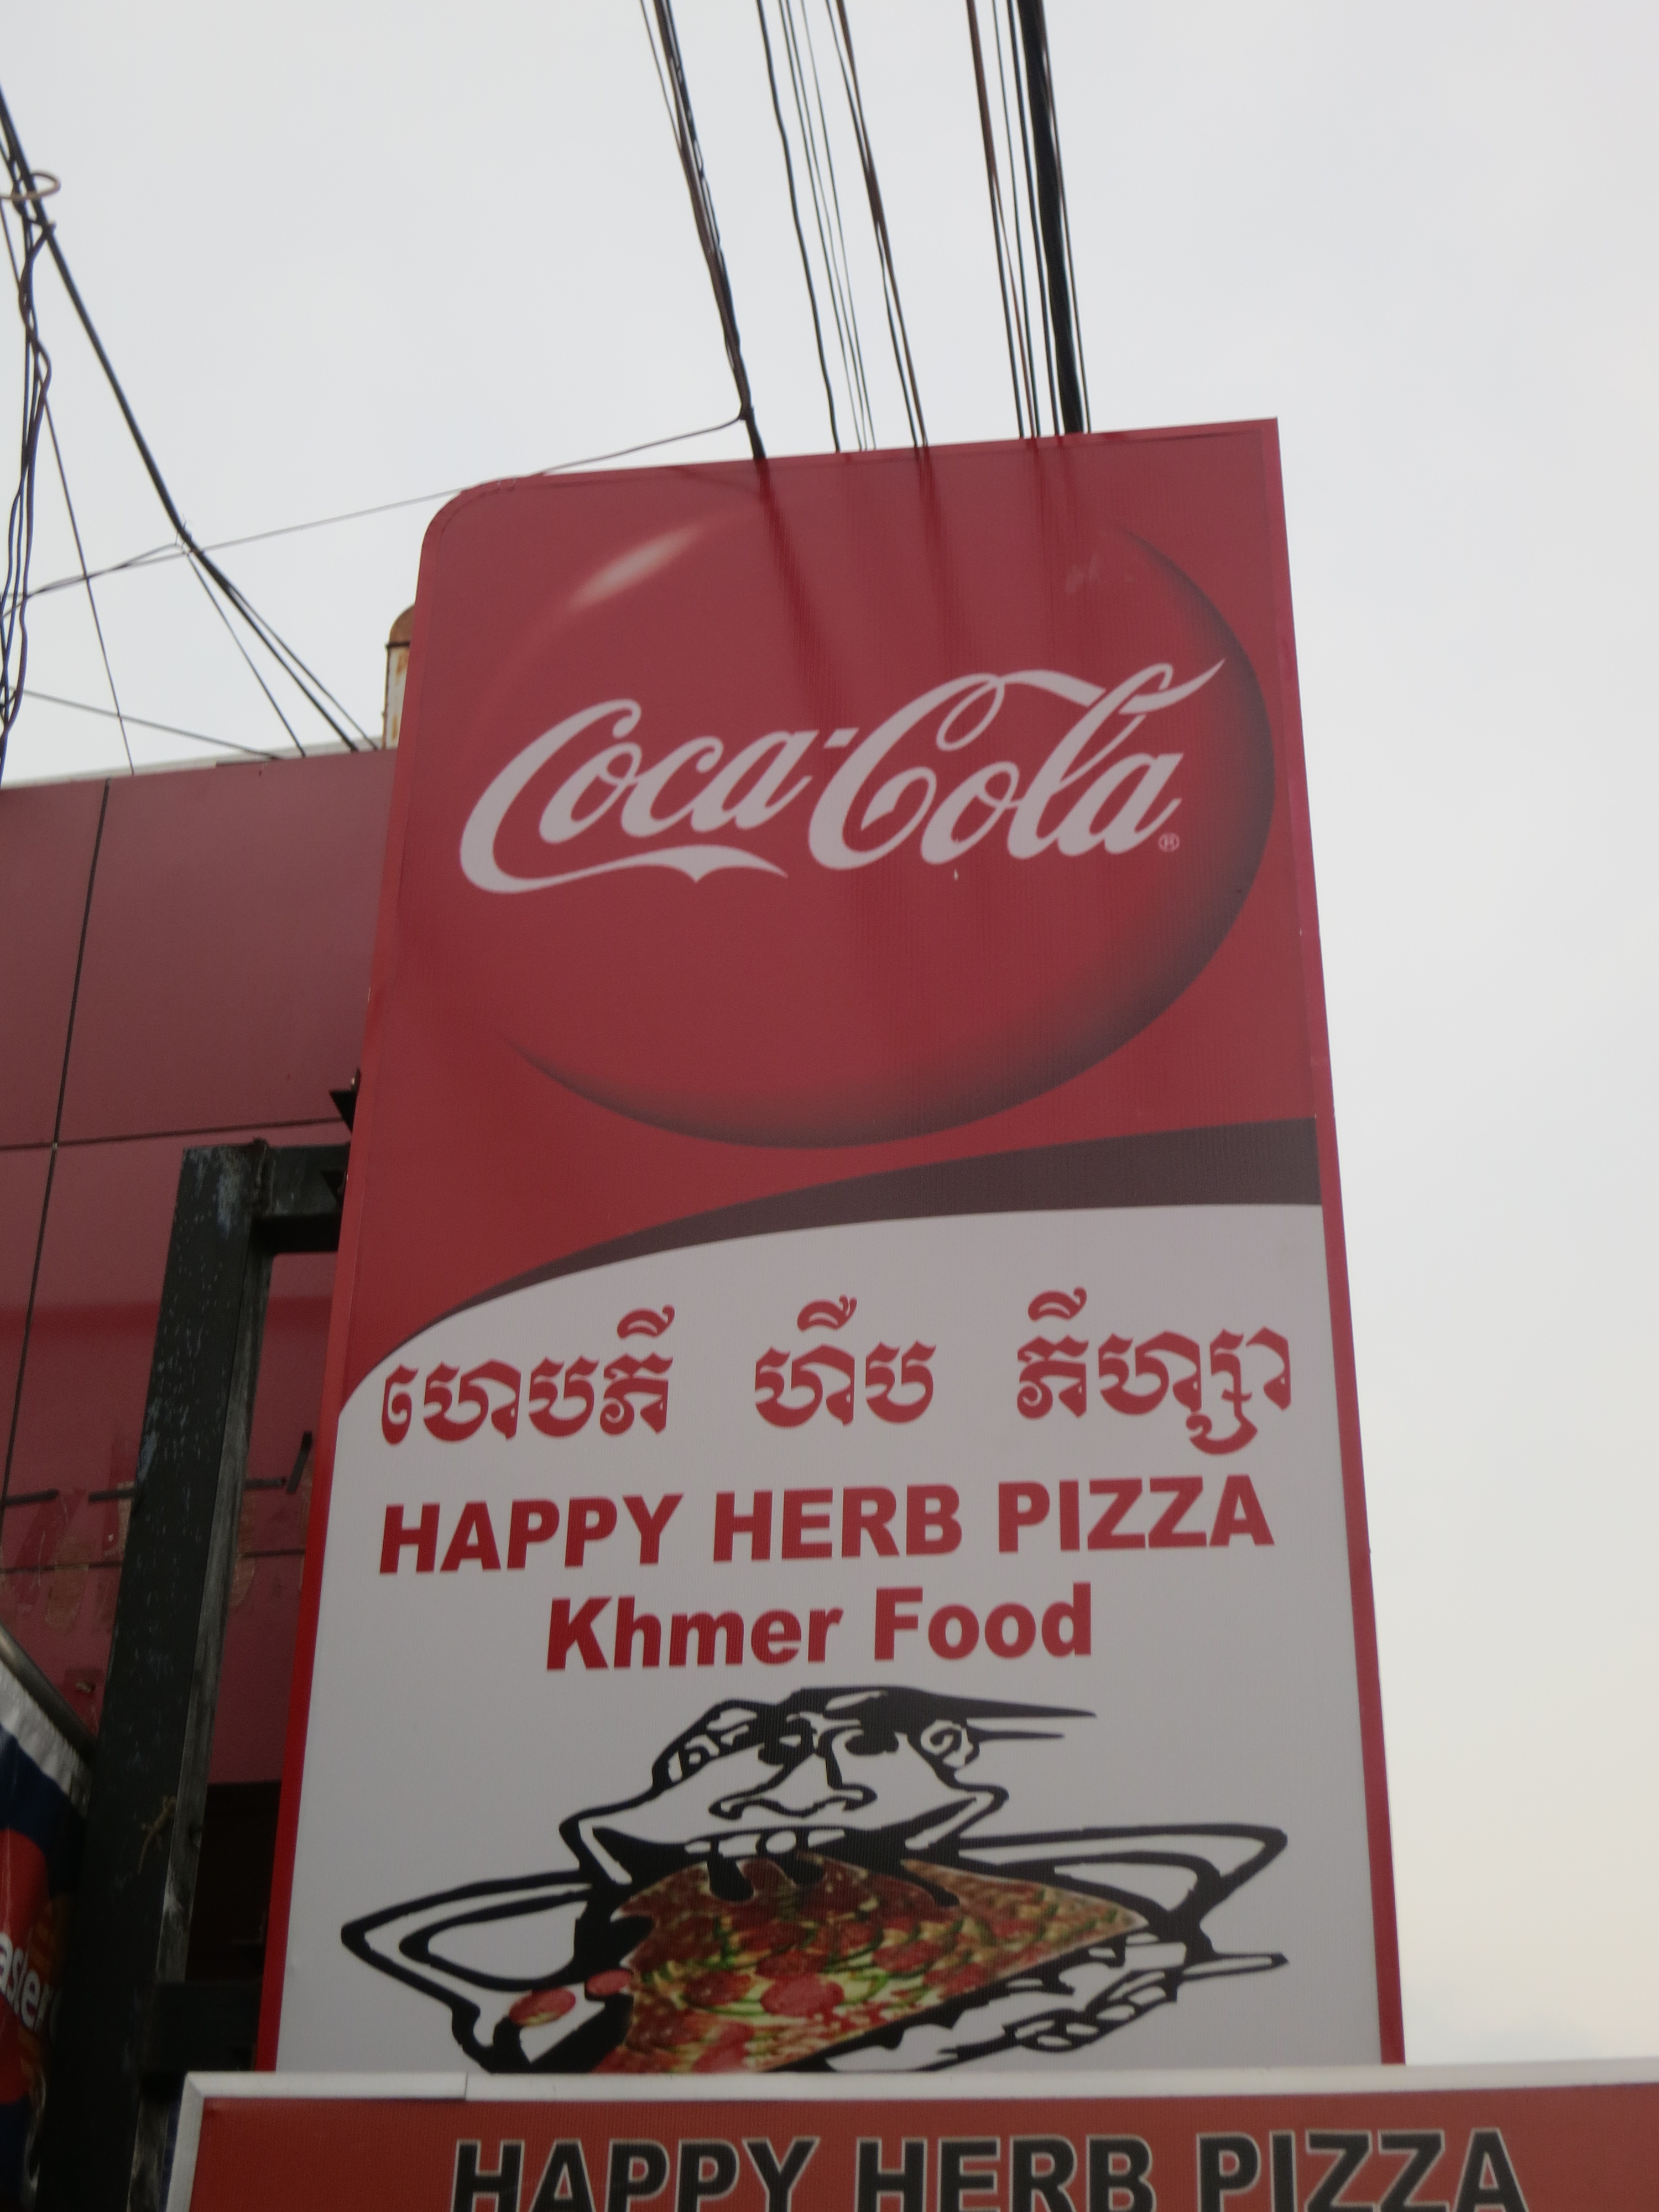 Coca-Cola
®
ហេបភី ហឺប ភីហ្សា
HAPPY HERB PIZZA
Khmer Food
HAPPY HERB PIZZA